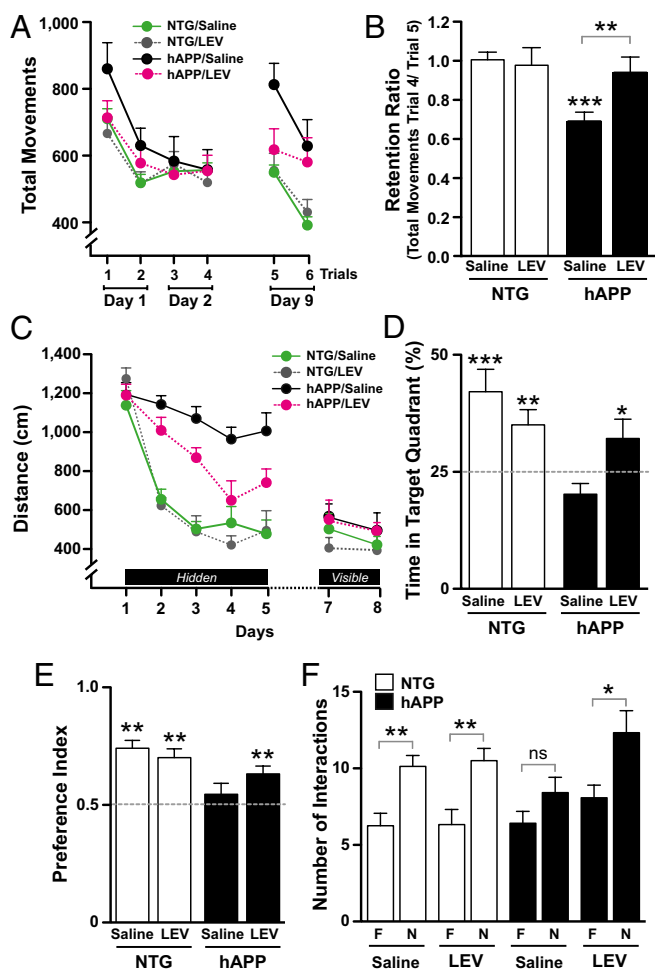 A
Total Movements
1,000
800
600
400
NTG/Saline
NTG/LEV
hAPP/Saline
hAPP/LEV
1 2 3 4 5 6 Trials
Day 1 Day 2 Day 9
B
Retention Ratio
(Total Movements Trial 4/ Trial 5)
1.2
1.0
0.8
0.6
0.4
0.2
0
**
***
Saline LEV Saline LEV
NTG hAPP
C
Distance (cm)
1,400
1,200
1,000
800
600
400
NTG/Saline
NTG/LEV
hAPP/Saline
hAPP/LEV
Hidden Visible
1 2 3 4 5 7 8
Days
D
Time in Target Quadrant (%)
50
25
0
*** ** *
Saline LEV Saline LEV
NTG hAPP
E
Preference Index
1.0
0.5
0
** ** **
Saline LEV Saline LEV
NTG hAPP
F
Number of Interactions
15
10
5
0
NTG
hAPP
** ** ns *
F N F N F N F N
Saline LEV Saline LEV